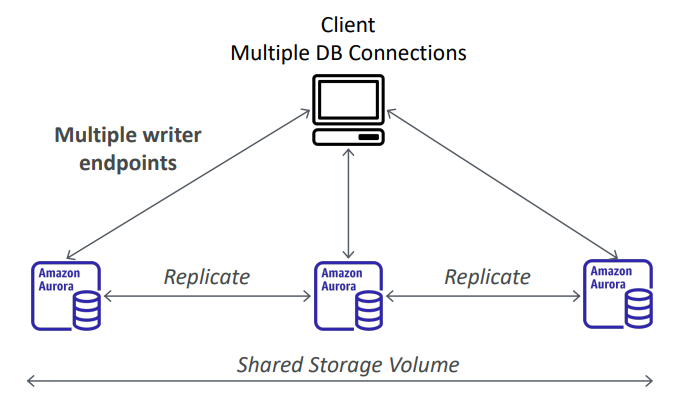 Client
Multiple DB Connections
Multiple writer
endpoints
Amazon
Aurora
Replicate
Amazon
Aurora
Replicate
Amazon
Aurora
Shared Storage Volume